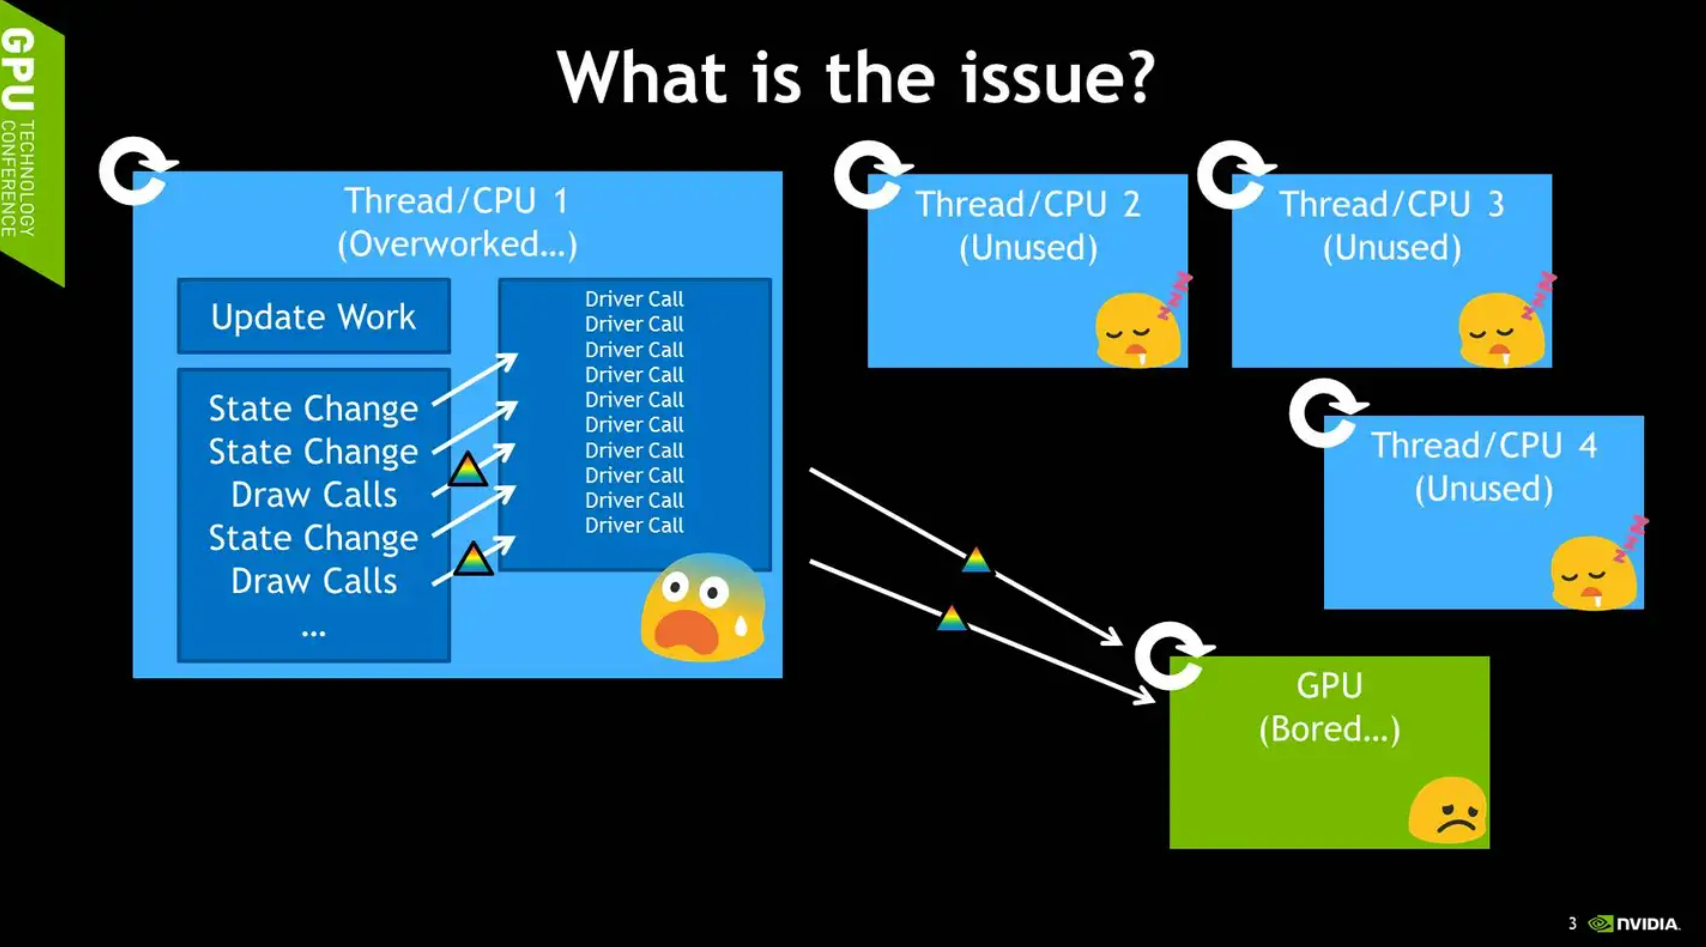 GPU
TECHNOLOGY
CONFERENCE
What is the issue?
Thread/CPU 1
(Overworked…)
Update Work
State Change
State Change
Draw Calls
State Change
Draw Calls
…
Driver Call
Driver Call
Driver Call
Driver Call
Driver Call
Driver Call
Driver Call
Driver Call
Driver Call
Driver Call
Thread/CPU 2
(Unused)
zzz
Thread/CPU 3
(Unused)
zzz
Thread/CPU 4
(Unused)
zzz
GPU
(Bored…)
3
NVIDIA.